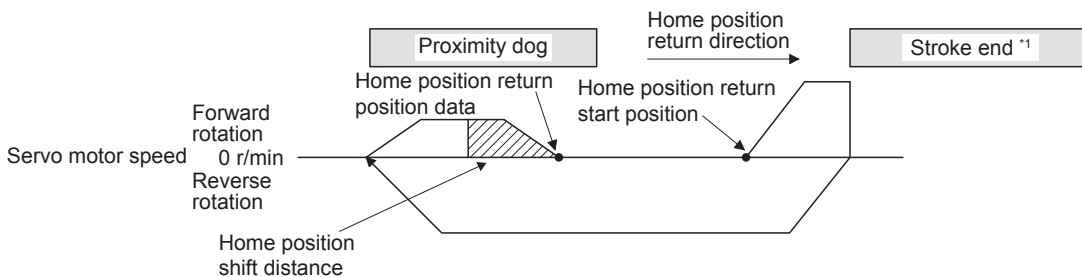 Proximity dog
Home position
return direction
Stroke end *1
Home position return
position data
Home position return
start position
Forward
rotation
Servo motor speed 0 r/min
Reverse
rotation
Home position
shift distance